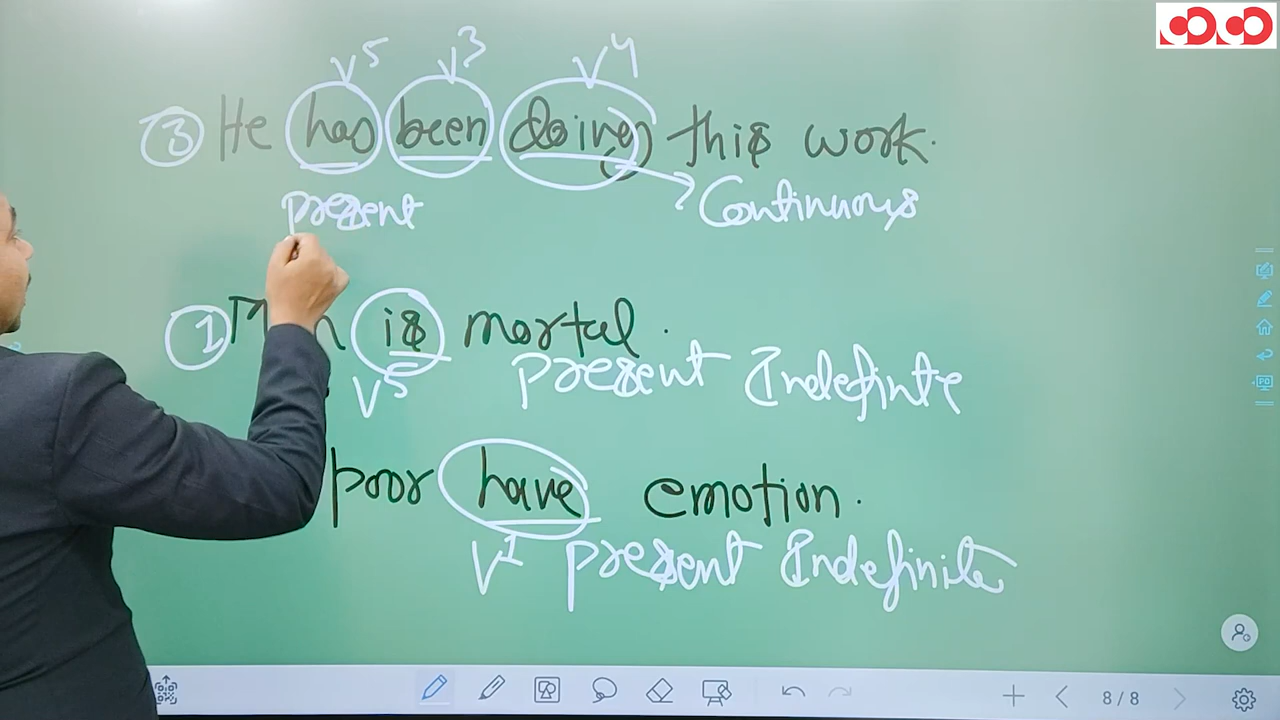 V5 V3 V4
③ He has been doing this work.
present Continuous
① is mortal.
V5 present Indefinite
poor have emotion.
V1 present Indefinite
8/8